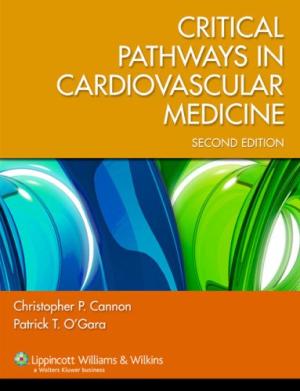 CRITICAL
PATHWAYS IN
CARDIOVASCULAR
MEDICINE
SECOND EDITION
Christopher P. Cannon
Patrick T. O'Gara
Lippincott Williams & Wilkins
a Wolters Kluwer business